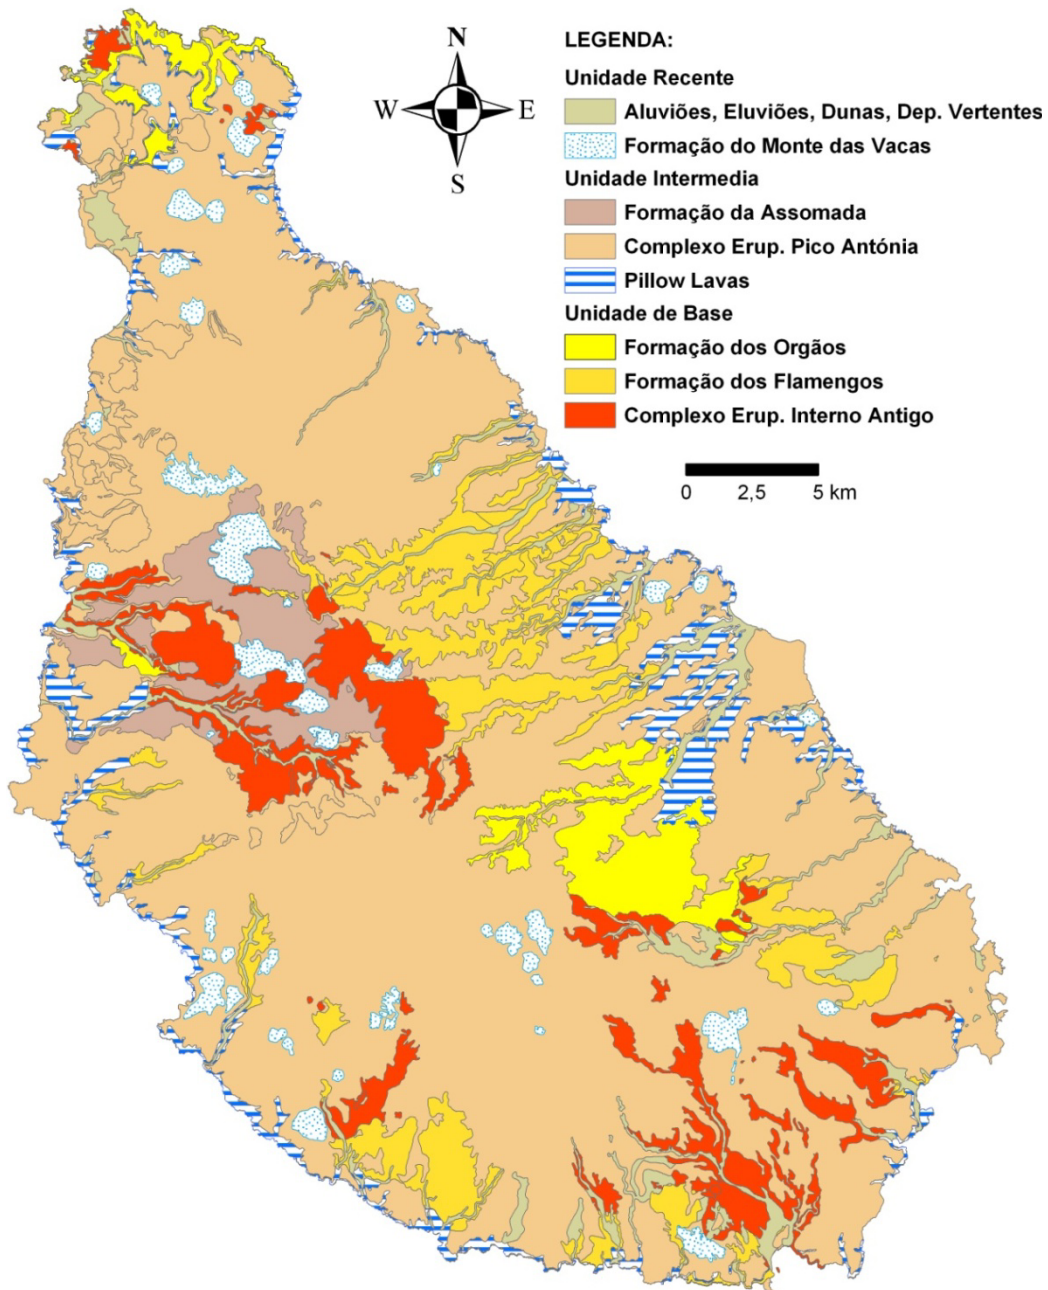 N
W E
S
LEGENDA:
Unidade Recente
Aluviões, Eluviões, Dunas, Dep. Vertentes
Formação do Monte das Vacas
Unidade Intermedia
Formação da Assomada
Complexo Erup. Pico Antónia
Pillow Lavas
Unidade de Base
Formação dos Orgãos
Formação dos Flamengos
Complexo Erup. Interno Antigo
0 2,5 5 km